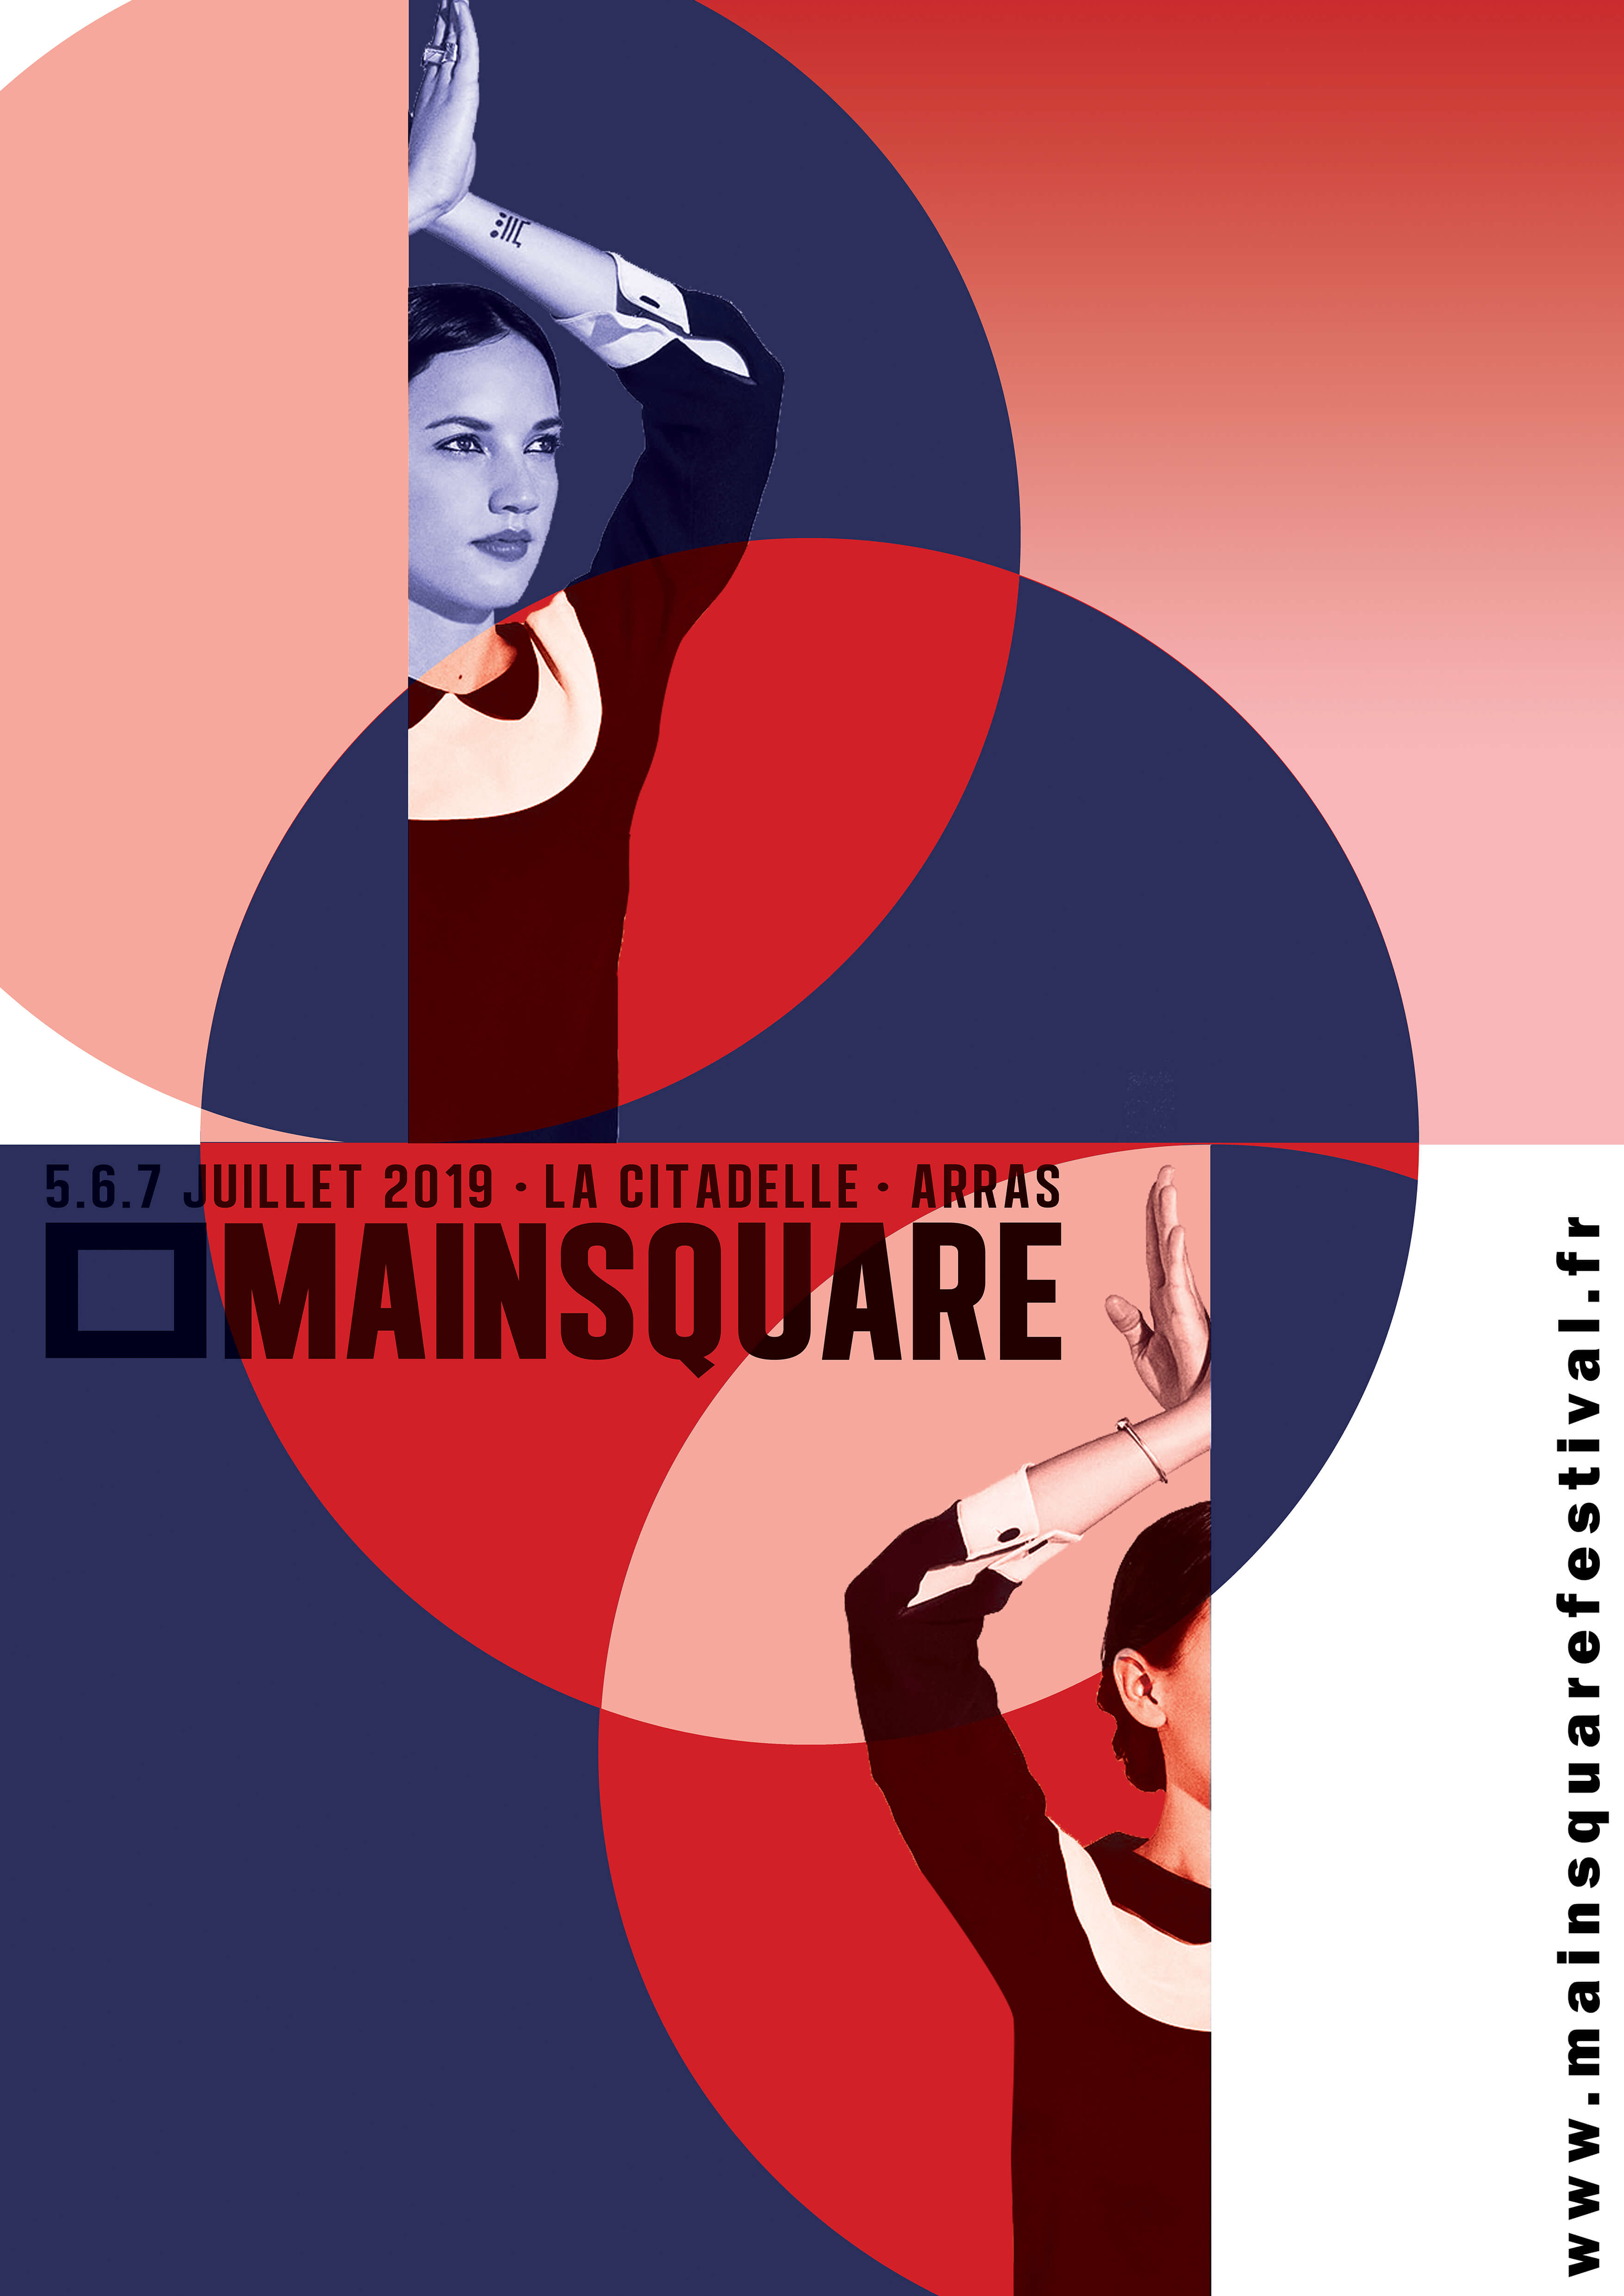 5.6.7 JUILLET 2019 · LA CITADELLE · ARRAS
MAINSQUARE
www.mainsquarefestival.fr